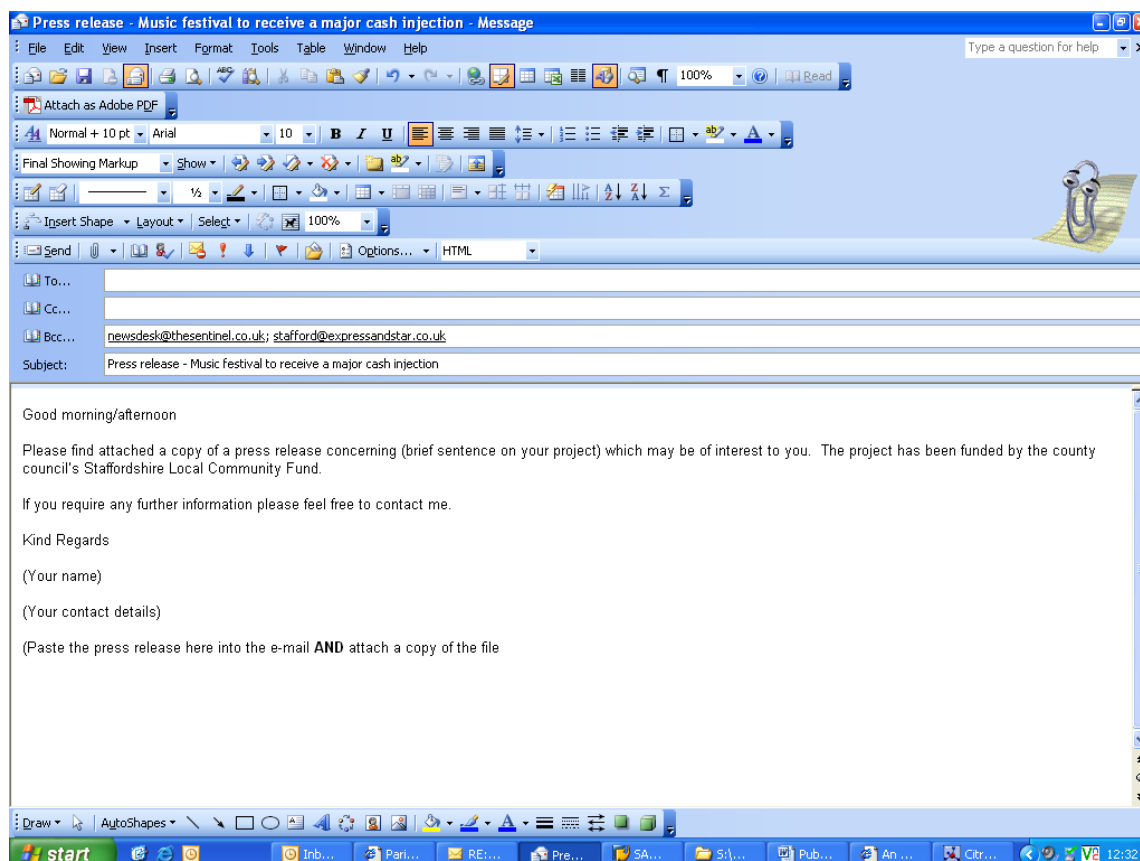 Press release - Music festival to receive a major cash injection - Message
File Edit View Insert Format Tools Table Window Help
Type a question for help
100% Read
Attach as Adobe PDF
Normal + 10 pt Arial 10 B I U
Final Showing Markup Show
½
Insert Shape Layout Select 100%
Send Options... HTML
To...
Cc...
Bcc... newsdesk@thesentinel.co.uk; stafford@expressandstar.co.uk
Subject: Press release - Music festival to receive a major cash injection
Good morning/afternoon
Please find attached a copy of a press release concerning (brief sentence on your project) which may be of interest to you. The project has been funded by the county
council's Staffordshire Local Community Fund.
If you require any further information please feel free to contact me.
Kind Regards
(Your name)
(Your contact details)
(Paste the press release here into the e-mail AND attach a copy of the file
Draw AutoShapes
start Inb... Pari... RE:... Pre... SA... S:\... Pub... An ... Citr... 12:32